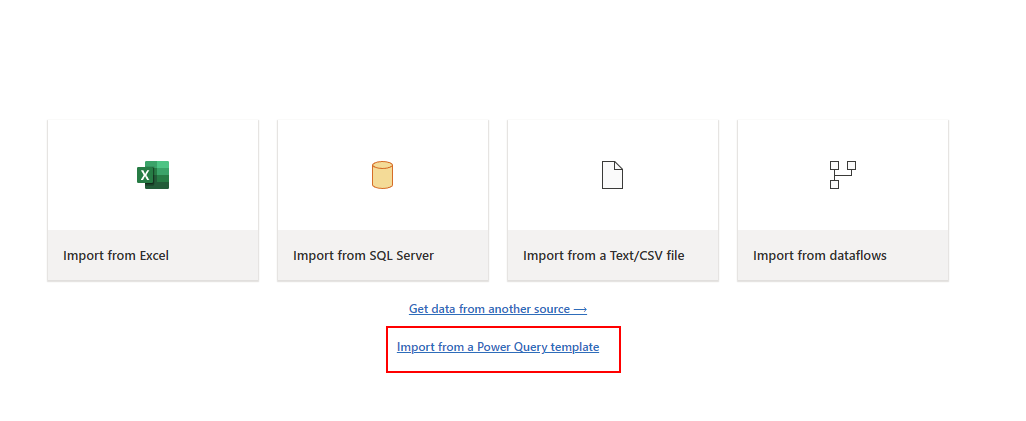 X
Import from Excel
Import from SQL Server
Import from a Text/CSV file
Import from dataflows
Get data from another source →
Import from a Power Query template